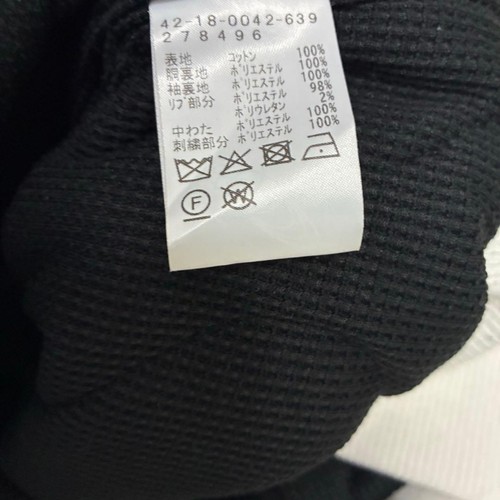 42-18-0042-639
278496
表地 コットン 100%
胴裏地 ポリエステル 100%
袖裏地 ポリエステル 100%
リブ部分 ポリエステル 98%
ポリウレタン 2%
中わた ポリエステル 100%
刺繍部分 ポリエステル 100%
F
W